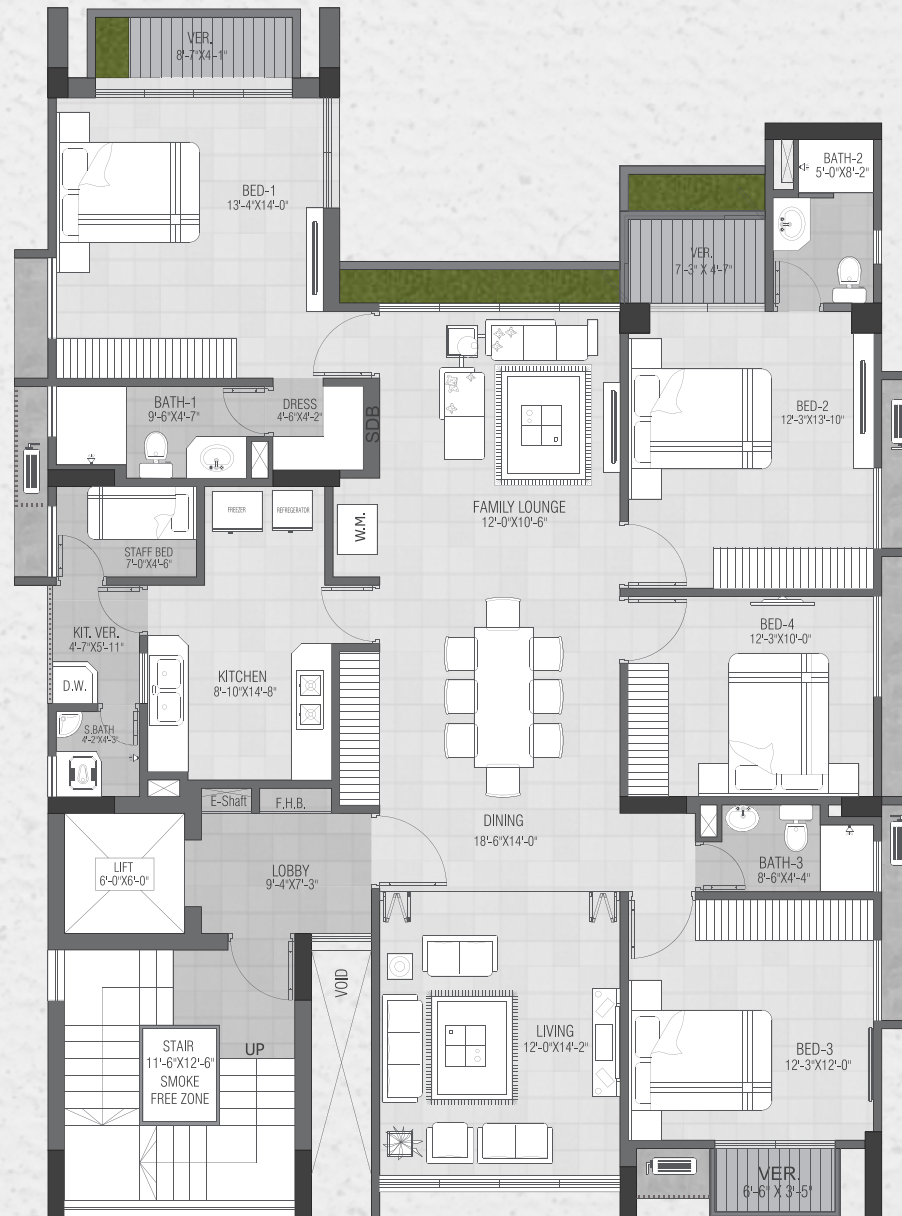 VER.
8'-7"X4'-1"
BED-1
13'-4"X14'-0"
BATH-2
5'-0"X8'-2"
VER.
7'-3" X 4'-7"
BATH-1
9'-6"X4'-7"
DRESS
4'-6"X4'-2"
SDB
BED-2
12'-3"X13'-10"
FREEZER
REFREGERATOR
W.M.
FAMILY LOUNGE
12'-0"X10'-6"
STAFF BED
7'-0"X4'-6"
KIT. VER.
4'-7"X5'-11"
BED-4
12'-3"X10'-0"
KITCHEN
8'-10"X14'-8"
D.W.
S.BATH
4'-2"X4'-3"
E-Shaft
F.H.B.
DINING
18'-6"X14'-0"
LIFT
6'-0"X6'-0"
LOBBY
9'-4"X7'-3"
BATH-3
8'-6"X4'-4"
VOID
LIVING
12'-0"X14'-2"
STAIR
11'-6"X12'-6"
SMOKE
FREE ZONE
UP
BED-3
12'-3"X12'-0"
VER.
6'-6" X 3'-5"